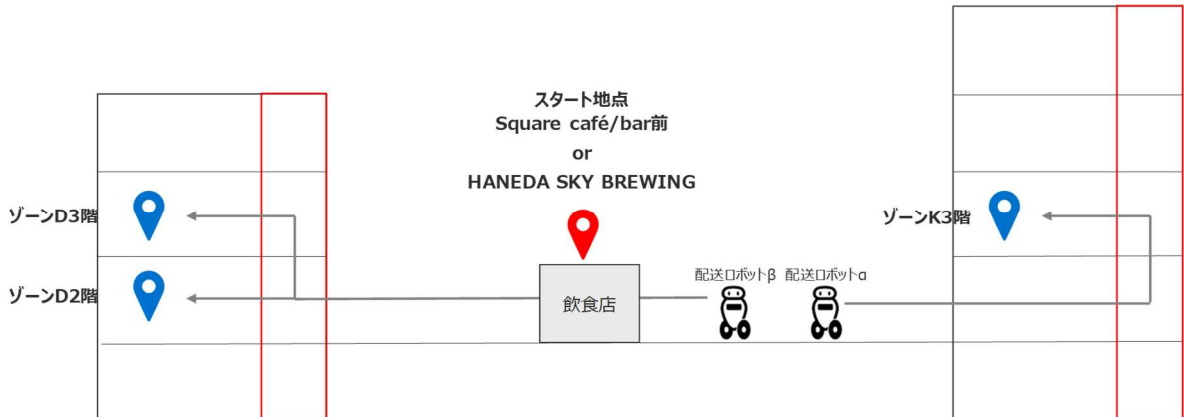 スタート地点
Square café/bar前
or
HANEDA SKY BREWING
ゾーンD3階
ゾーンK3階
配送ロボットβ 配送ロボットα
ゾーンD2階
飲食店